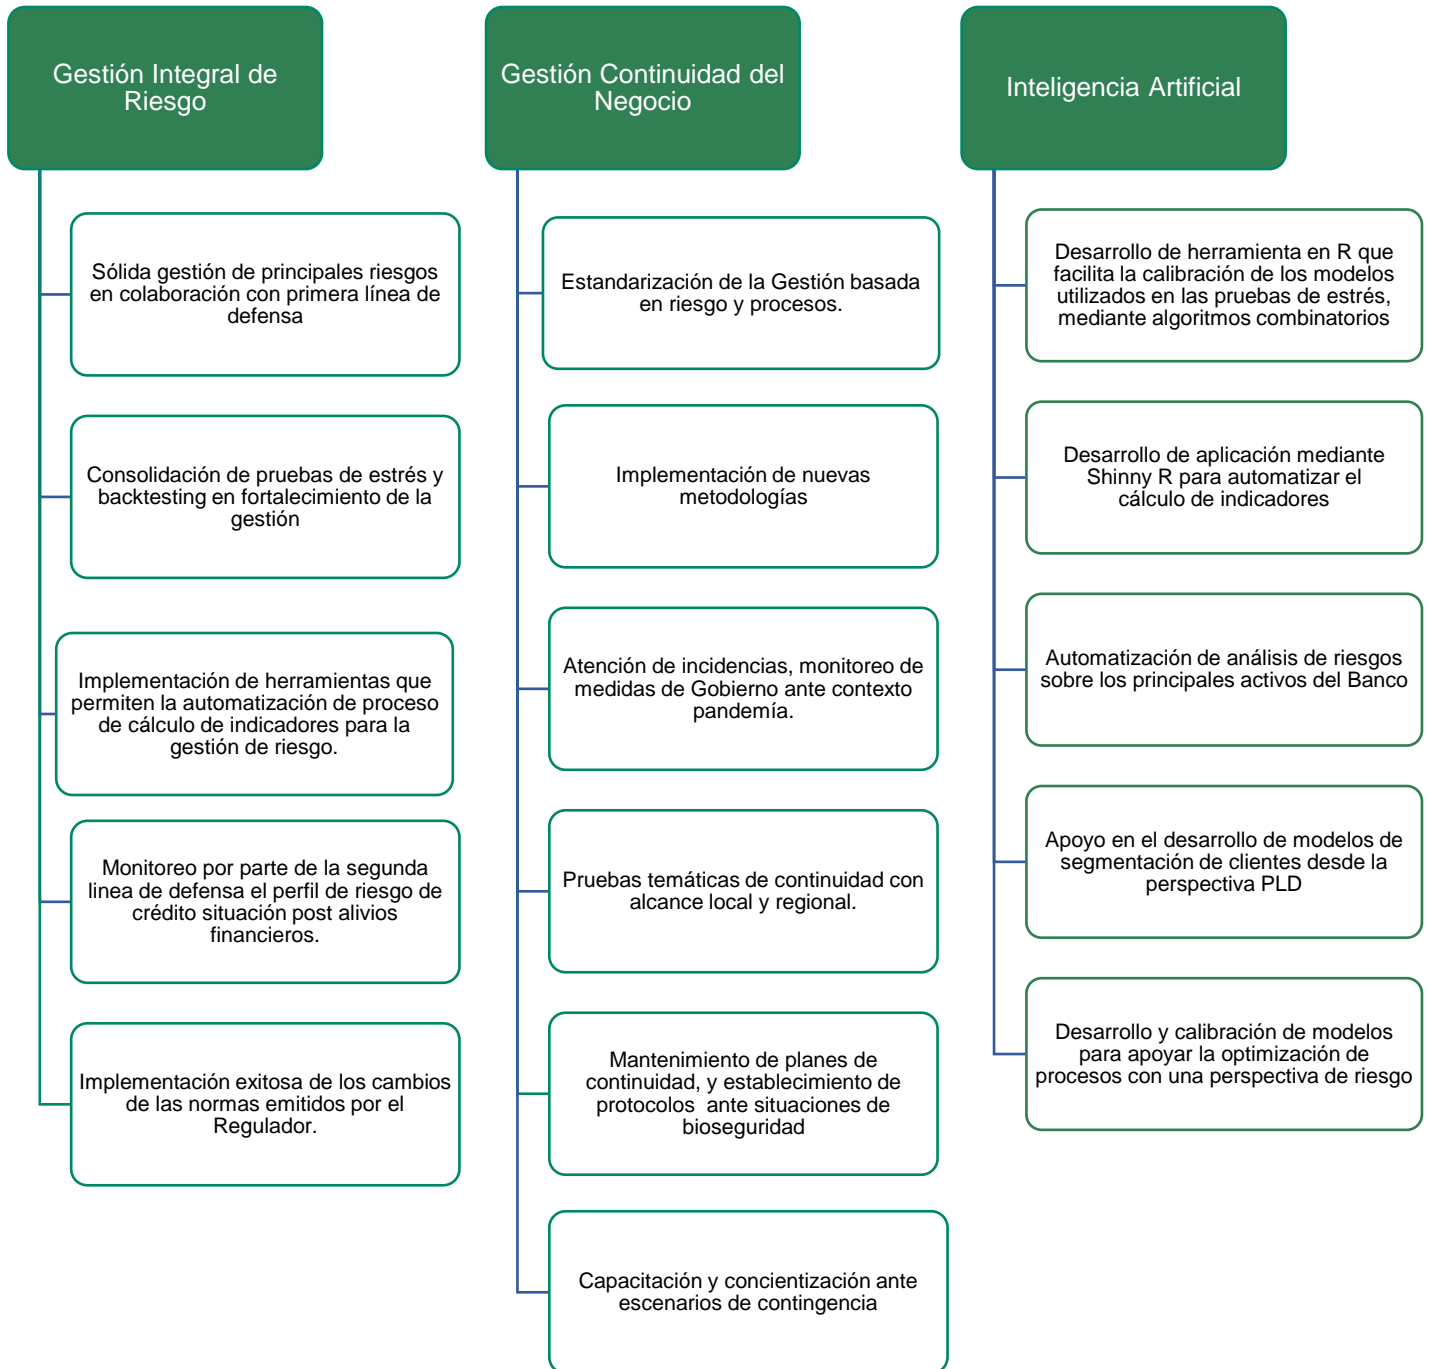 Gestión Integral de
Riesgo
Sólida gestión de principales riesgos
en colaboración con primera línea de
defensa
Consolidación de pruebas de estrés y
backtesting en fortalecimiento de la
gestión
Implementación de herramientas que
permiten la automatización de proceso
de cálculo de indicadores para la
gestión de riesgo.
Monitoreo por parte de la segunda
linea de defensa el perfil de riesgo de
crédito situación post alivios
financieros.
Implementación exitosa de los cambios
de las normas emitidos por el
Regulador.
Gestión Continuidad del
Negocio
Estandarización de la Gestión basada
en riesgo y procesos.
Implementación de nuevas
metodologías
Atención de incidencias, monitoreo de
medidas de Gobierno ante contexto
pandemía.
Pruebas temáticas de continuidad con
alcance local y regional.
Mantenimiento de planes de
continuidad, y establecimiento de
protocolos  ante situaciones de
bioseguridad
Capacitación y concientización ante
escenarios de contingencia
Inteligencia Artificial
Desarrollo de herramienta en R que
facilita la calibración de los modelos
utilizados en las pruebas de estrés,
mediante algoritmos combinatorios
Desarrollo de aplicación mediante
Shinny R para automatizar el
cálculo de indicadores
Automatización de análisis de riesgos
sobre los principales activos del Banco
Apoyo en el desarrollo de modelos de
segmentación de clientes desde la
perspectiva PLD
Desarrollo y calibración de modelos
para apoyar la optimización de
procesos con una perspectiva de riesgo